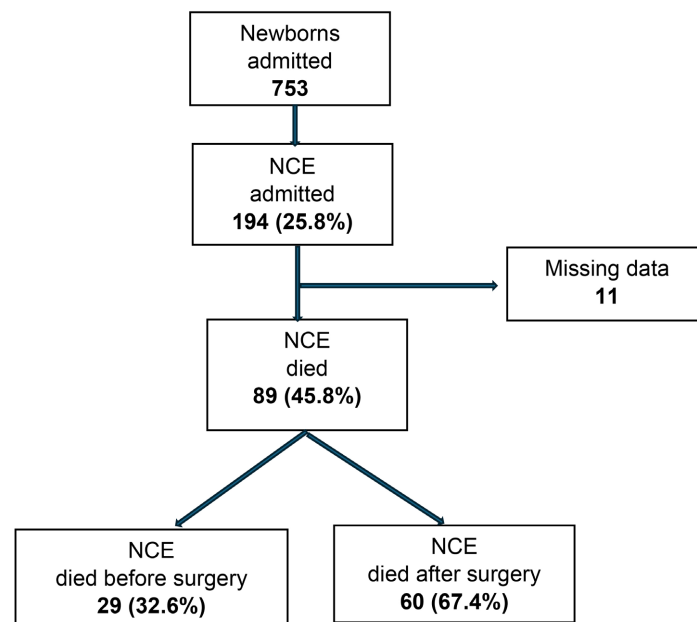 Newborns
admitted
753
NCE
admitted
194 (25.8%)
Missing data
11
NCE
died
89 (45.8%)
NCE
died before surgery
29 (32.6%)
NCE
died after surgery
60 (67.4%)